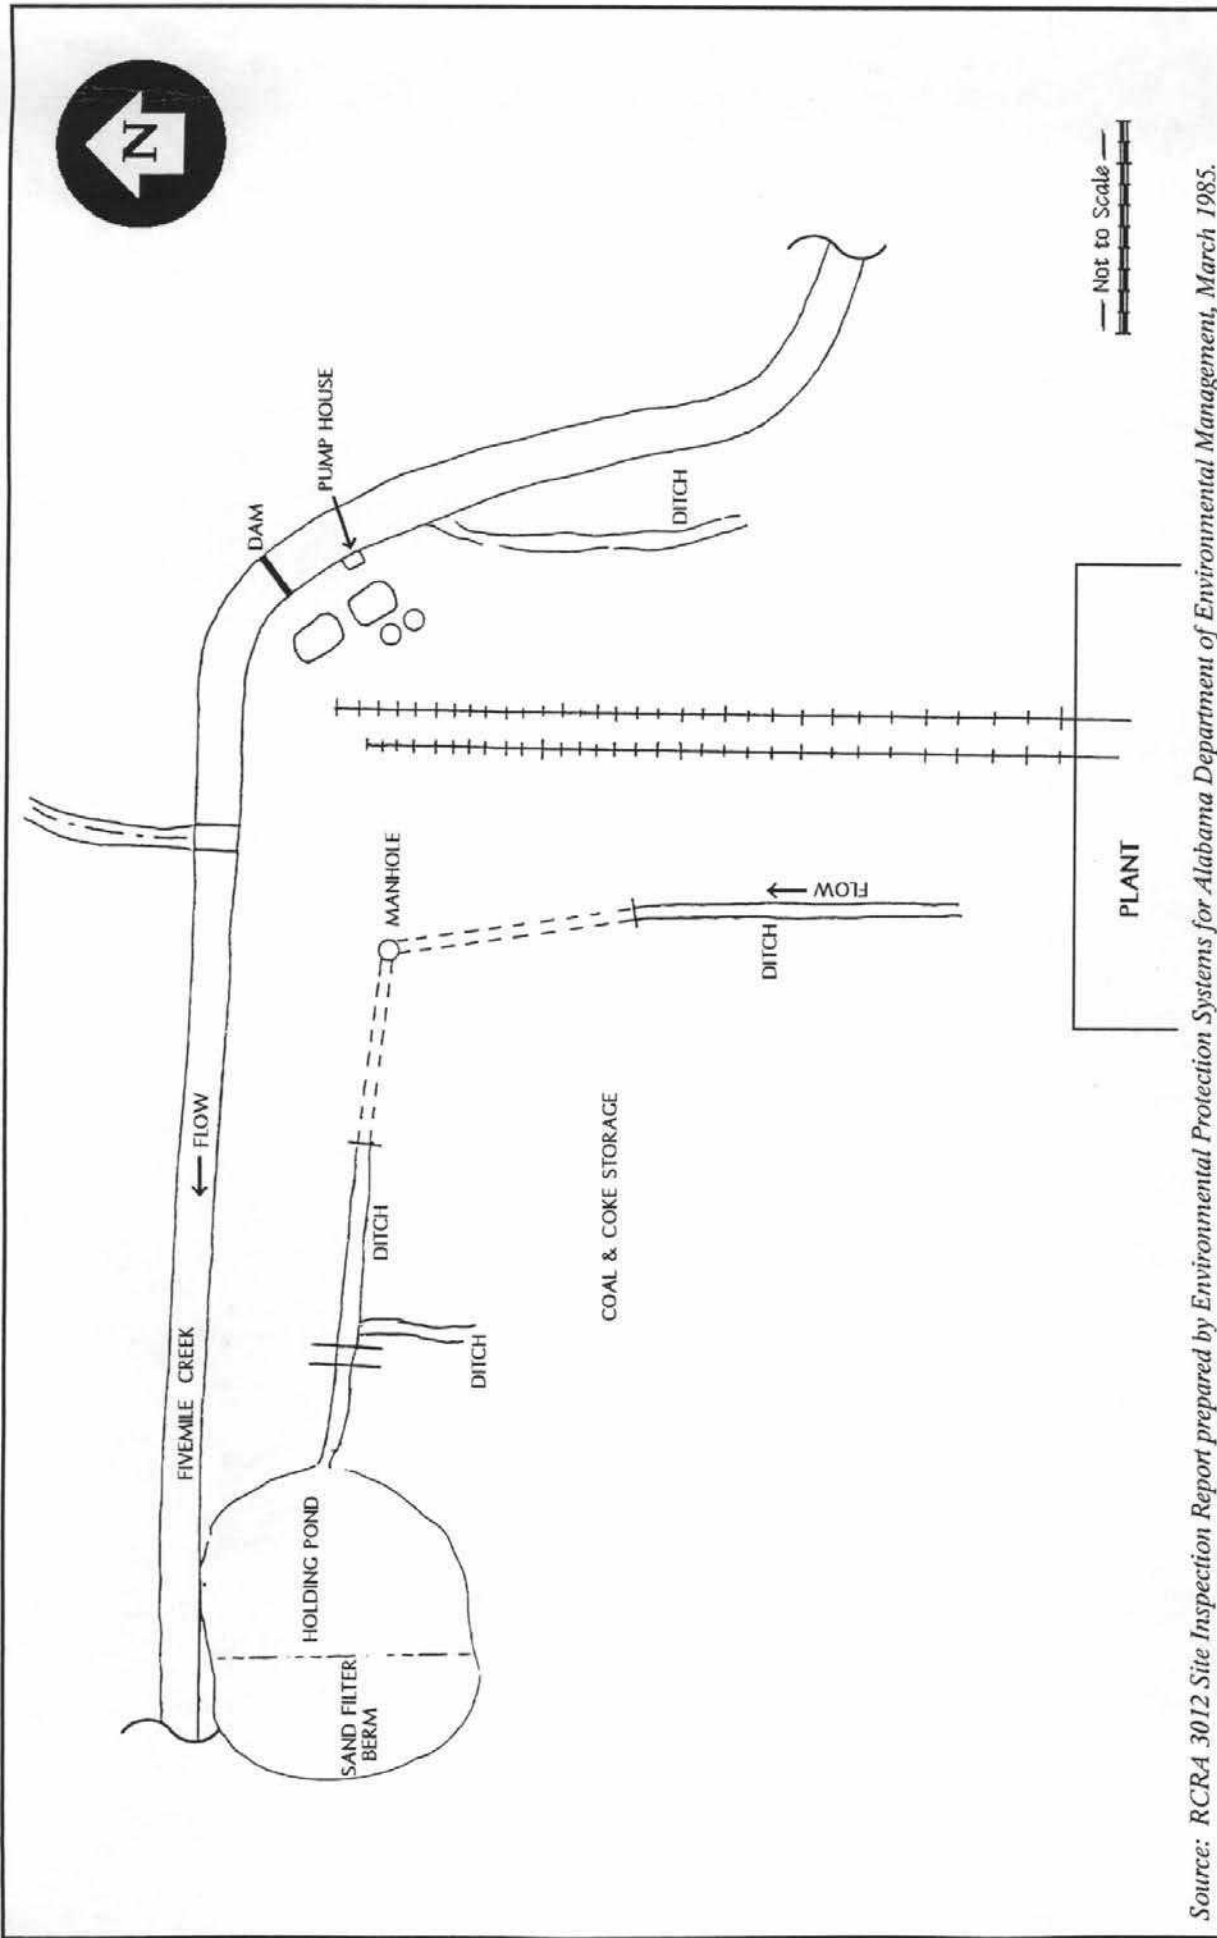 N
DAM
PUMP HOUSE
FIVEMILE CREEK
FLOW
MANHOLE
DITCH
DITCH
DITCH
DITCH
FLOW
HOLDING POND
SAND FILTER
BERM
COAL & COKE STORAGE
PLANT
— Not to Scale —
Source: RCRA 3012 Site Inspection Report prepared by Environmental Protection Systems for Alabama Department of Environmental Management, March 1985.